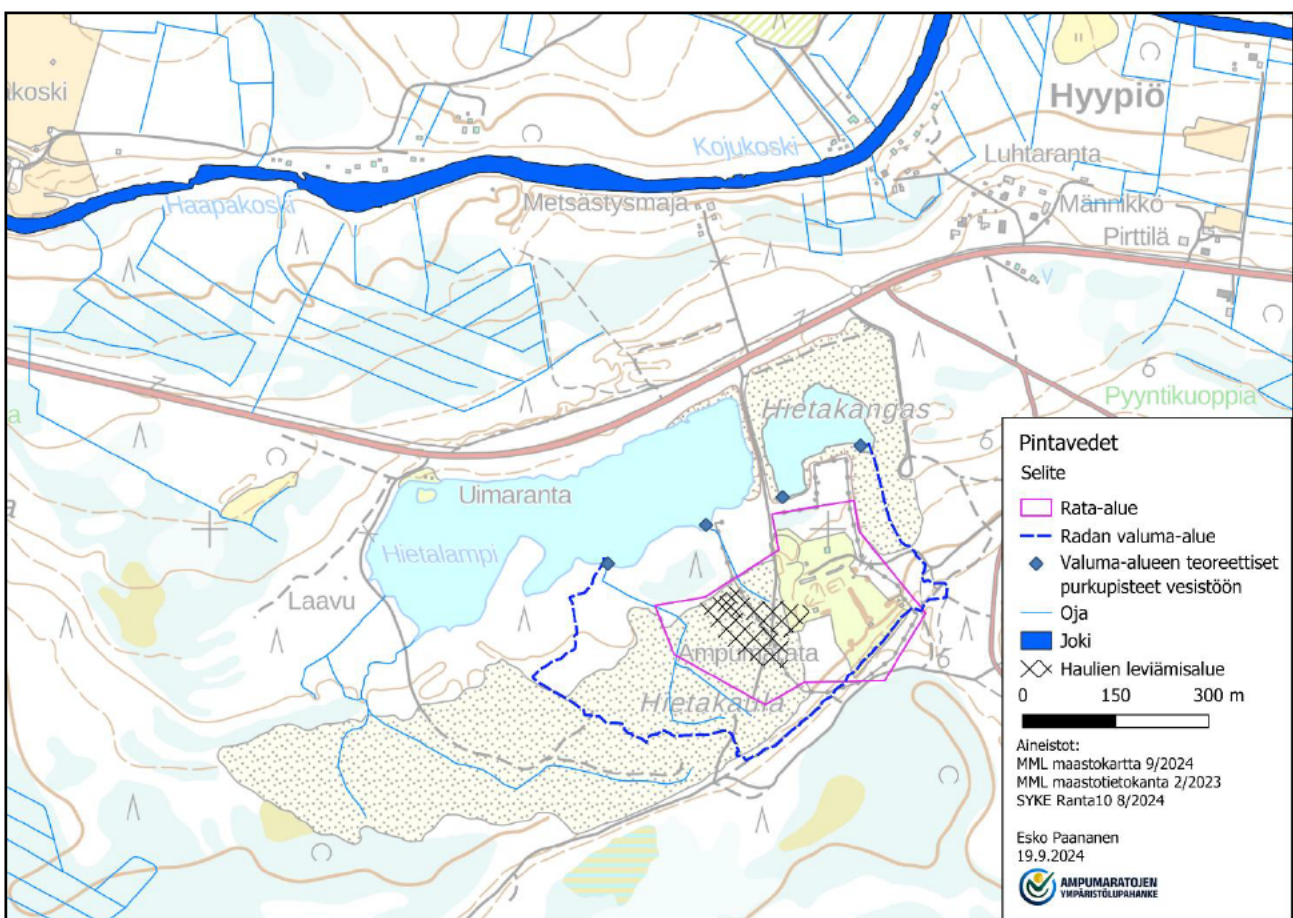 Hyypiö
Kojukoski
Luhtaranta
Haapakoski
Metsästysmaja
Männikkö
Pirttilä
Pyyntikuoppia
Hietakangas
Uimaranta
Hietalampi
Laavu
Ampumarata
Hietakaula
Pintavedet
Selite
Rata-alue
Radan valuma-alue
Valuma-alueen teoreettiset
purkupisteet vesistöön
Oja
Joki
Haulien leviämisalue
0 150 300 m
Aineistot:
MML maastokartta 9/2024
MML maastotietokanta 2/2023
SYKE Ranta10 8/2024
Esko Paananen
19.9.2024
AMPUMARATOJEN
YMPÄRISTÖLUPAHANKE